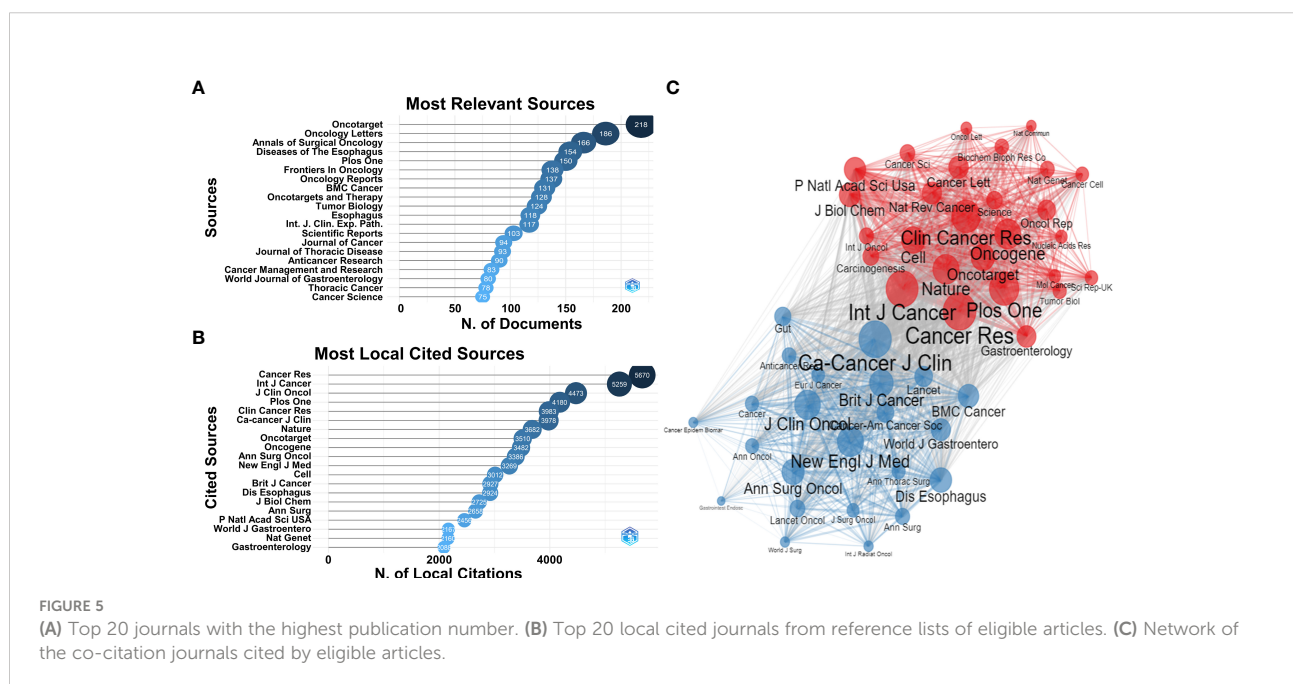 A
Most Relevant Sources
Sources
Oncotarget 218
Oncology Letters 186
Annals of Surgical Oncology 166
Diseases of The Esophagus 154
Plos One 150
Frontiers In Oncology 138
Oncology Reports 137
BMC Cancer 131
Oncotargets and Therapy 128
Tumor Biology 124
Esophagus 118
Int. J. Clin. Exp. Path. 117
Scientific Reports 103
Journal of Cancer 94
Journal of Thoracic Disease 93
Anticancer Research 90
Cancer Management and Research 83
World Journal of Gastroenterology 80
Thoracic Cancer 78
Cancer Science 75
0 50 100 150 200
N. of Documents
B
Most Local Cited Sources
Cited Sources
Cancer Res 5670
Int J Cancer 5259
J Clin Oncol 4473
Plos One 4180
Clin Cancer Res 3983
Ca-cancer J Clin 3978
Nature 3682
Oncotarget 3510
Oncogene 3482
Ann Surg Oncol 3386
New Engl J Med 3269
Cell 3012
Brit J Cancer 2927
Dis Esophagus 2924
J Biol Chem 2725
Ann Surg 2658
P Natl Acad Sci USA
World J Gastroentero
Nat Genet 2160
Gastroenterology
0 2000 4000
N. of Local Citations
C
Oncol Lett
Nat Commun
Biochem Bioph Res Co
Cancer Sci
P Natl Acad Sci Usa
Cancer Lett
Nat Genet
Cancer Cell
J Biol Chem
Nat Rev Cancer
Science
Oncol Rep
Int J Oncol
Clin Cancer Res
Nucleic Acids Res
Cell
Oncogene
Carcinogenesis
Oncotarget
Nature
Mol Cancer
Sci Rep-UK
Tumor Biol
Int J Cancer
Plos One
Gut
Cancer Res
Gastroenterology
Ca-Cancer J Clin
Anticancer Res
Eur J Cancer
Lancet
Cancer
Brit J Cancer
BMC Cancer
J Clin Oncol
Cancer-Am Cancer Soc
Cancer Epidem Biomar
World J Gastroentero
Ann Oncol
New Engl J Med
Ann Thorac Surg
Ann Surg Oncol
Dis Esophagus
Gastrointest Endosc
Lancet Oncol
J Surg Oncol
Ann Surg
World J Surg
Int J Radiat Oncol
FIGURE 5
(A) Top 20 journals with the highest publication number. (B) Top 20 local cited journals from reference lists of eligible articles. (C) Network of
the co-citation journals cited by eligible articles.